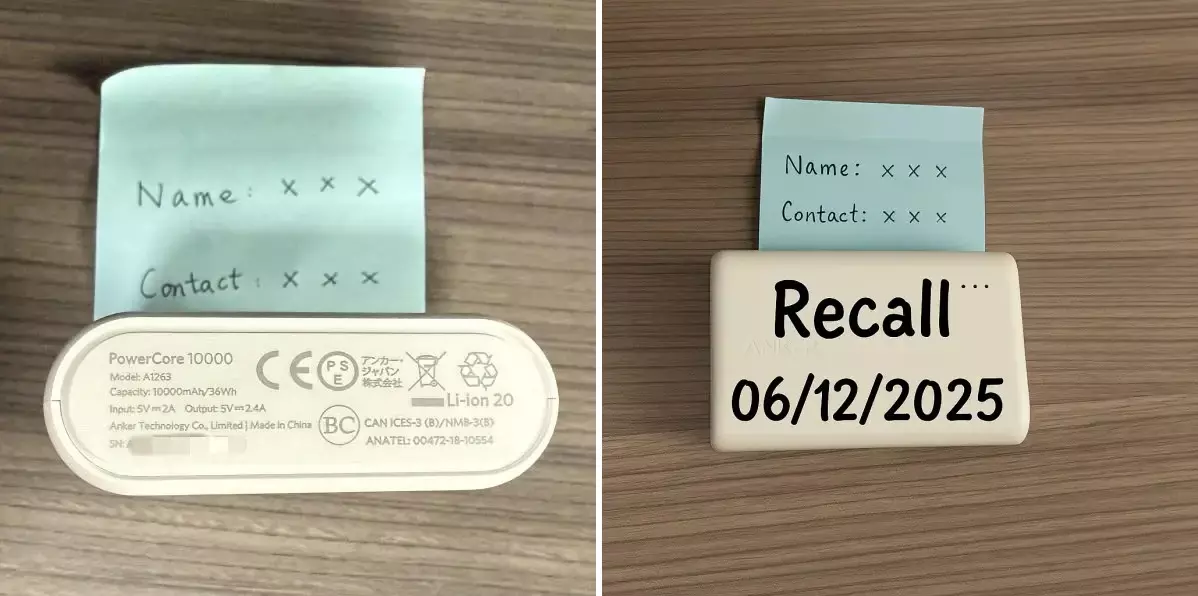 Name: x x x
Contact: x x x
PowerCore 10000
Model: A1263
Capacity: 10000mAh/36Wh
Input: 5V⎓2A Output: 5V⎓2.4A
Anker Technology Co., Limited | Made in China
SN:
CE
PSE
アンカー・
ジャパン
株式会社
Li-ion 20
BC
CAN ICES-3 (B)/NMB-3(B)
ANATEL: 00472-18-10554
Name: x x x
Contact: x x x
Recall
06/12/2025